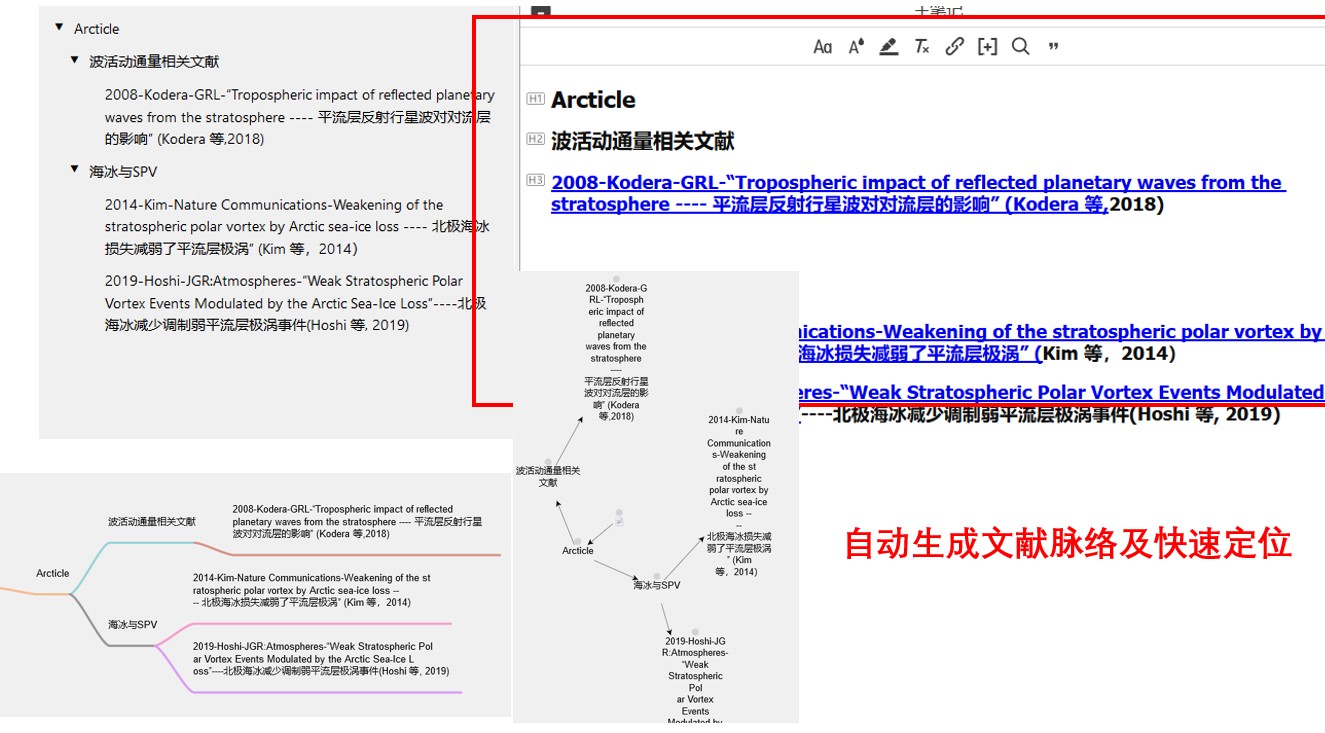 Arcticle
波活动通量相关文献
2008-Kodera-GRL-“Tropospheric impact of reflected planetary
waves from the stratosphere ---- 平流层反射行星波对对流层
的影响” (Kodera 等,2018)
海冰与SPV
2014-Kim-Nature Communications-Weakening of the
stratospheric polar vortex by Arctic sea-ice loss ---- 北极海冰
损失减弱了平流层极涡” (Kim 等，2014)
2019-Hoshi-JGR:Atmospheres-“Weak Stratospheric Polar
Vortex Events Modulated by the Arctic Sea-Ice Loss”----北极
海冰减少调制弱平流层极涡事件(Hoshi 等, 2019)
H1 Arcticle
H2 波活动通量相关文献
H3 2008-Kodera-GRL-“Tropospheric impact of reflected planetary waves from the
stratosphere ---- 平流层反射行星波对对流层的影响” (Kodera 等,2018)
ications-Weakening of the stratospheric polar vortex by
海冰损失减弱了平流层极涡” (Kim 等，2014)
eres-“Weak Stratospheric Polar Vortex Events Modulated
----北极海冰减少调制弱平流层极涡事件(Hoshi 等, 2019)
2008-Kodera-G
RL-“Troposph
eric impact of
reflected
planetary
waves from the
stratosphere
----
平流层反射行星
波对对流层的影
响” (Kodera
等,2018)
2014-Kim-Natu
re
Communication
s-Weakening
of the st
ratospheric
polar vortex by
Arctic sea-ice
loss --
--
北极海冰损失减
弱了平流层极涡
” (Kim
等，2014)
波活动通量相关
文献
Arcticle
海冰与SPV
2019-Hoshi-JG
R:Atmospheres-
“Weak
Stratospheric
Pol
ar Vortex
Events
Modulated by
波活动通量相关文献
2008-Kodera-GRL-“Tropospheric impact of reflected
planetary waves from the stratosphere ---- 平流层反射行星
波对对流层的影响” (Kodera 等,2018)
Arcticle
2014-Kim-Nature Communications-Weakening of the st
ratospheric polar vortex by Arctic sea-ice loss --
-- 北极海冰损失减弱了平流层极涡” (Kim 等，2014)
海冰与SPV
2019-Hoshi-JGR:Atmospheres-“Weak Stratospheric Pol
ar Vortex Events Modulated by the Arctic Sea-Ice L
oss”----北极海冰减少调制弱平流层极涡事件(Hoshi 等, 2019)
自动生成文献脉络及快速定位